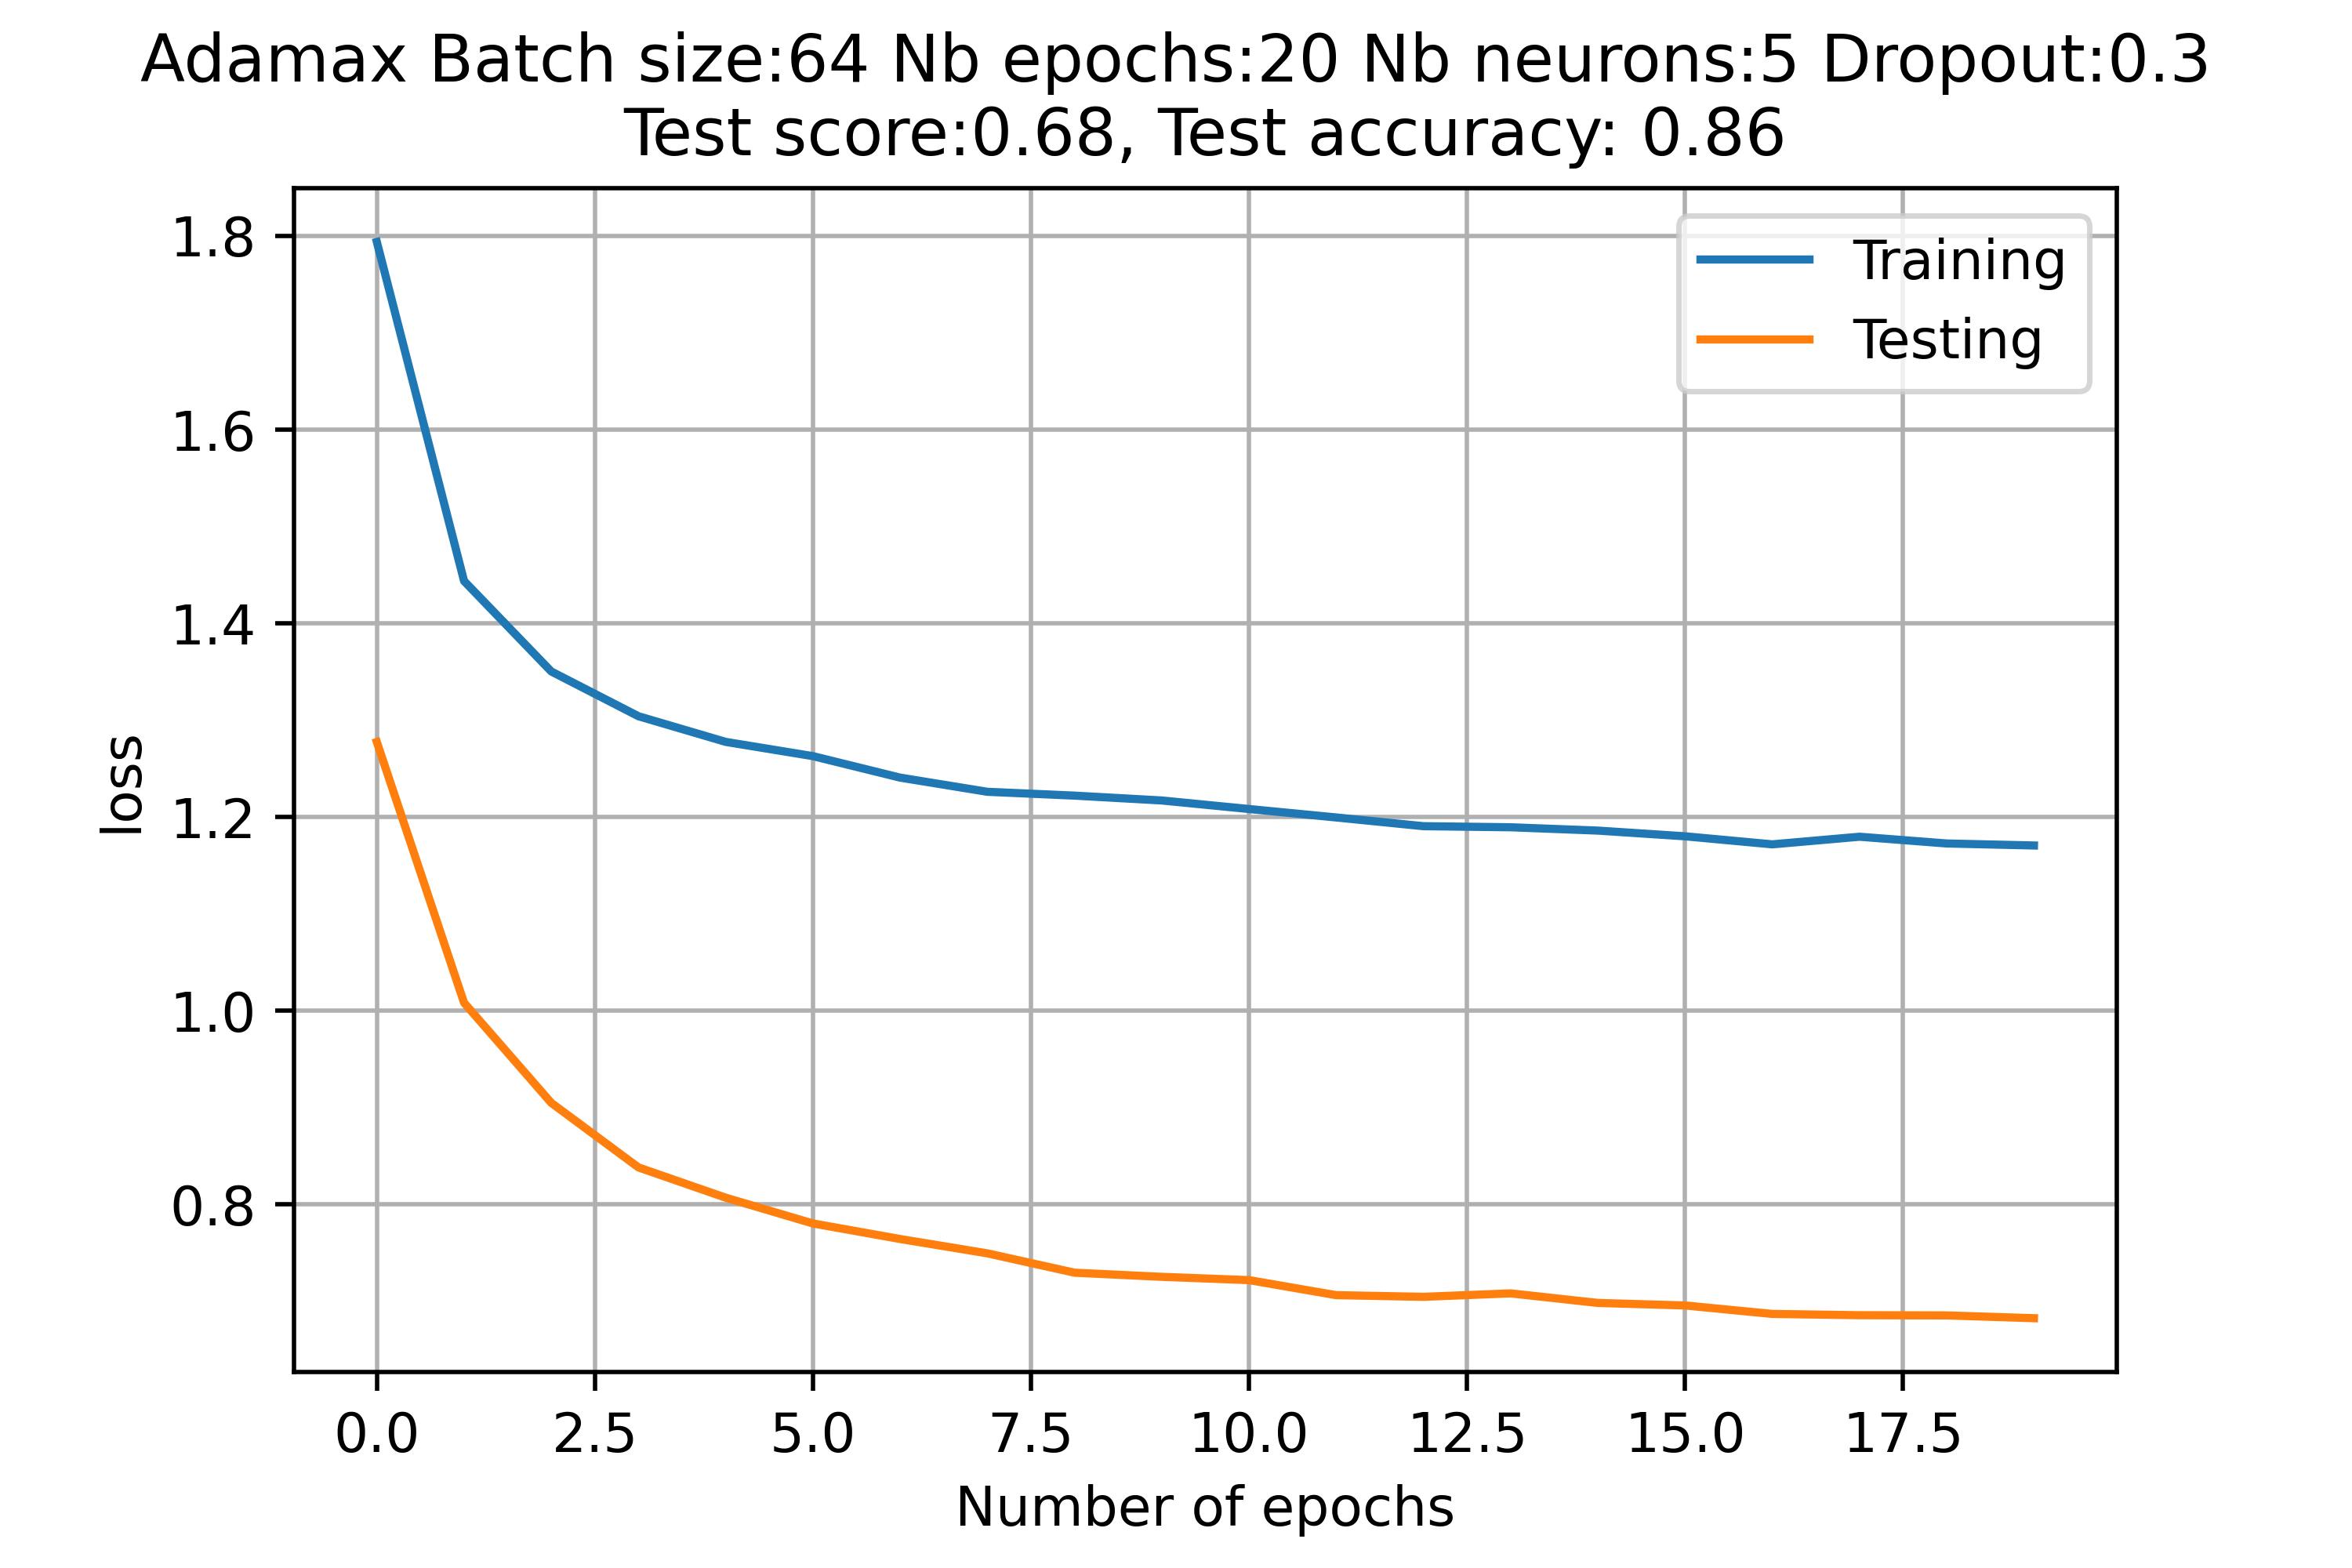 Adamax Batch size:64 Nb epochs:20 Nb neurons:5 Dropout:0.3
Test score:0.68, Test accuracy: 0.86
Training
Testing
1.8
1.6
1.4
1.2
1.0
0.8
loss
0.0 2.5 5.0 7.5 10.0 12.5 15.0 17.5
Number of epochs